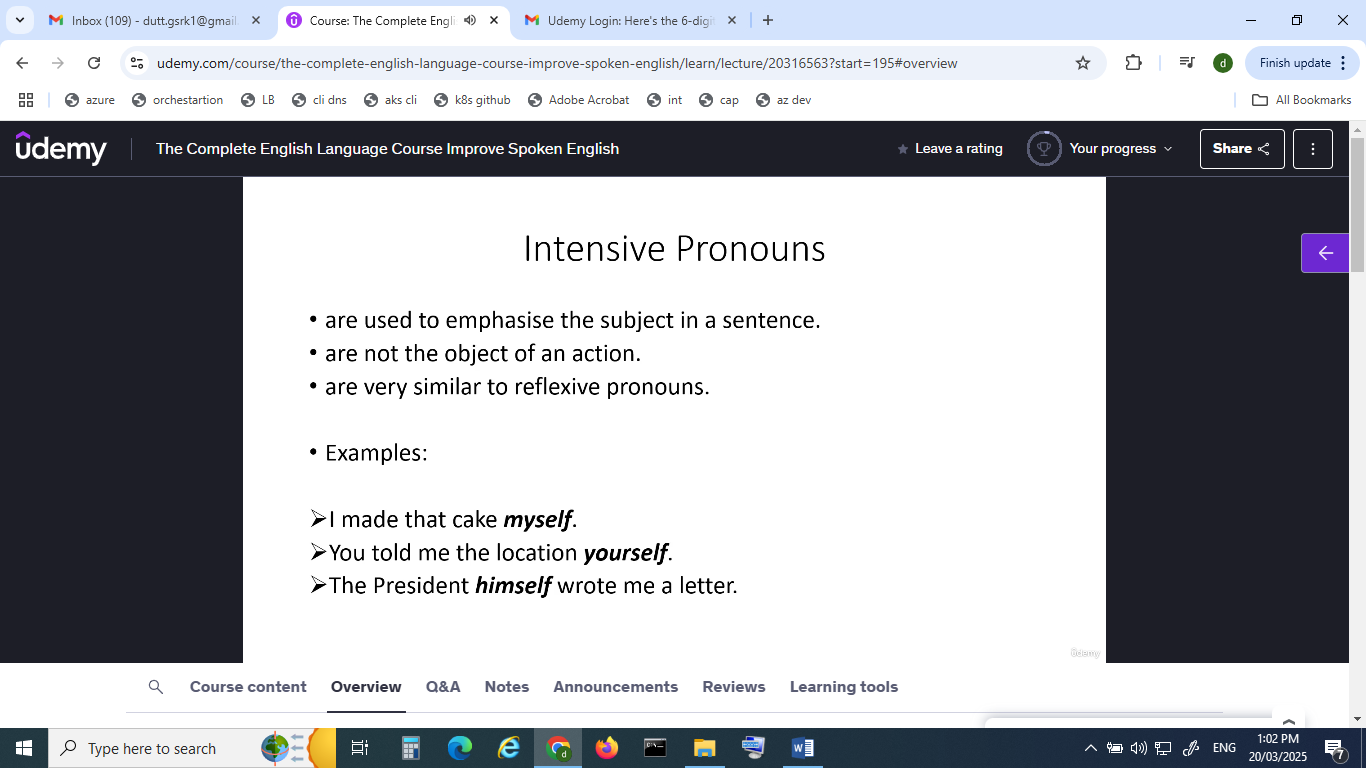 Inbox (109) - dutt.gsrk1@gmail
Course: The Complete Engli
Udemy Login: Here's the 6-digi
udemy.com/course/the-complete-english-language-course-improve-spoken-english/learn/lecture/20316563?start=195#overview
d
Finish update
azure
orchestartion
LB
cli dns
aks cli
k8s github
Adobe Acrobat
int
cap
az dev
All Bookmarks
ûdemy
The Complete English Language Course Improve Spoken English
Leave a rating
Your progress
Share
Intensive Pronouns
• are used to emphasise the subject in a sentence.
• are not the object of an action.
• are very similar to reflexive pronouns.
• Examples:
➢I made that cake myself.
➢You told me the location yourself.
➢The President himself wrote me a letter.
ûdemy
Course content
Overview
Q&A
Notes
Announcements
Reviews
Learning tools
Type here to search
ENG
1:02 PM
20/03/2025
7